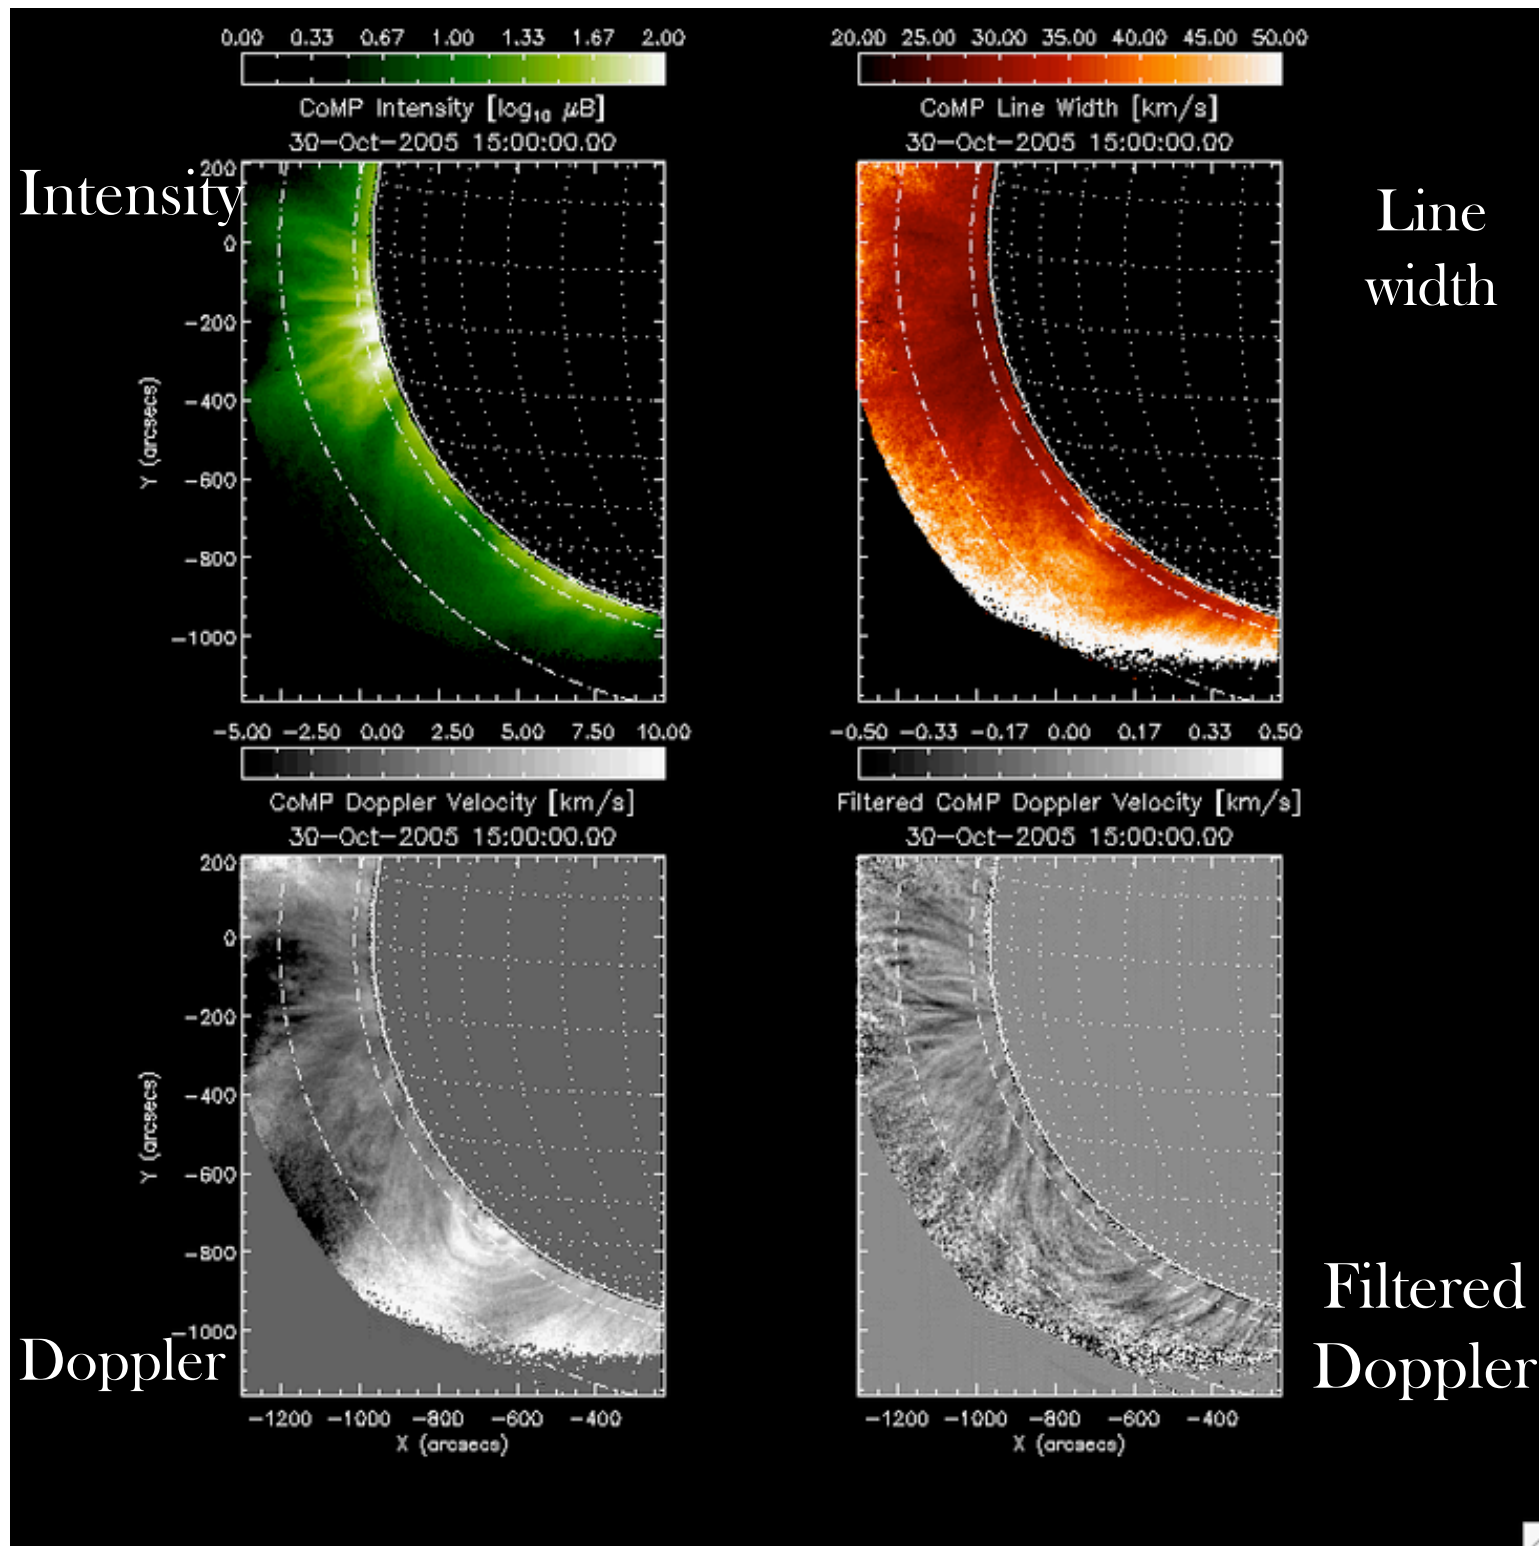 0.00 0.33 0.67 1.00 1.33 1.67 2.00
CoMP Intensity [log₁₀ μB]
30-Oct-2005 15:00:00.00
20.00 25.00 30.00 35.00 40.00 45.00 50.00
CoMP Line Width [km/s]
30-Oct-2005 15:00:00.00
Intensity
Line
width
200
0
-200
-400
-600
-800
-1000
Y (arcsecs)
-5.00 -2.50 0.00 2.50 5.00 7.50 10.00
CoMP Doppler Velocity [km/s]
30-Oct-2005 15:00:00.00
-0.50 -0.33 -0.17 0.00 0.17 0.33 0.50
Filtered CoMP Doppler Velocity [km/s]
30-Oct-2005 15:00:00.00
200
0
-200
-400
-600
-800
-1000
Y (arcsecs)
Doppler
Filtered
Doppler
-1200 -1000 -800 -600 -400
X (arcsecs)
-1200 -1000 -800 -600 -400
X (arcsecs)